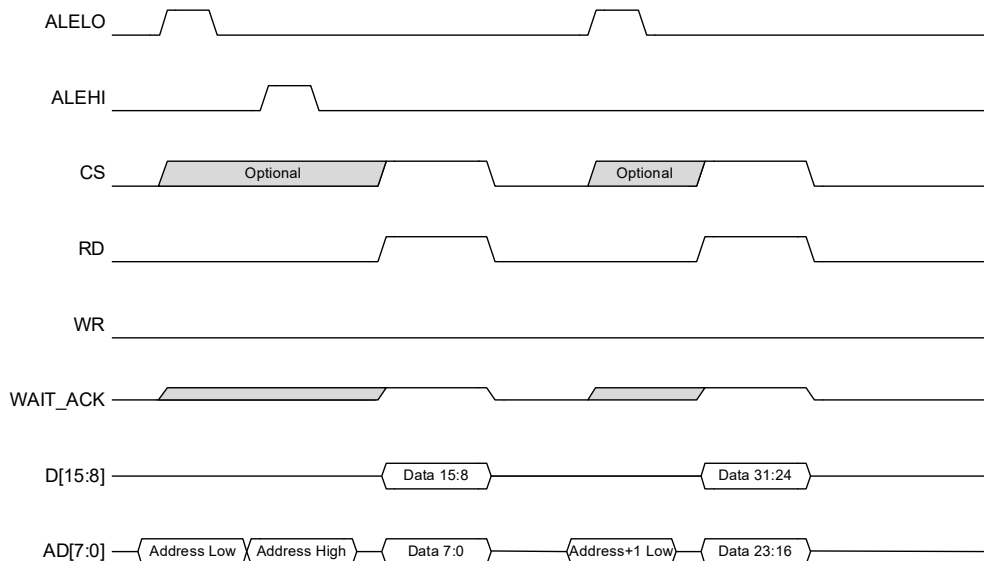 ALELO
ALEHI
CS Optional Optional
RD
WR
WAIT_ACK
D[15:8] Data 15:8 Data 31:24
AD[7:0] Address Low Address High Data 7:0 Address+1 Low Data 23:16